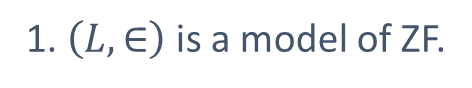 1. (L, ∈) is a model of ZF.